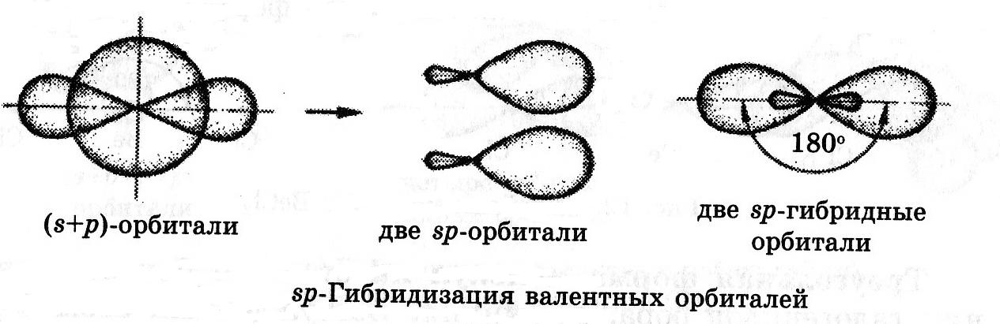 180°
(s+p)-орбитали
две sp-орбитали
две sp-гибридные
орбитали
sp-Гибридизация валентных орбиталей